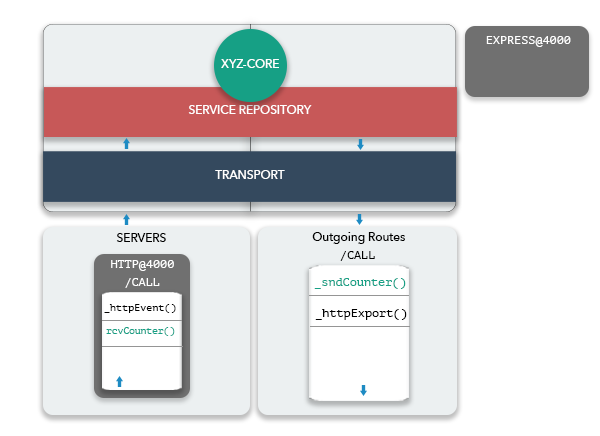 EXPRESS@4000
XYZ-CORE
SERVICE REPOSITORY
TRANSPORT
SERVERS
HTTP@4000
/CALL
_httpEvent()
rcvCounter()
Outgoing Routes
/CALL
_sndCounter()
_httpExport()